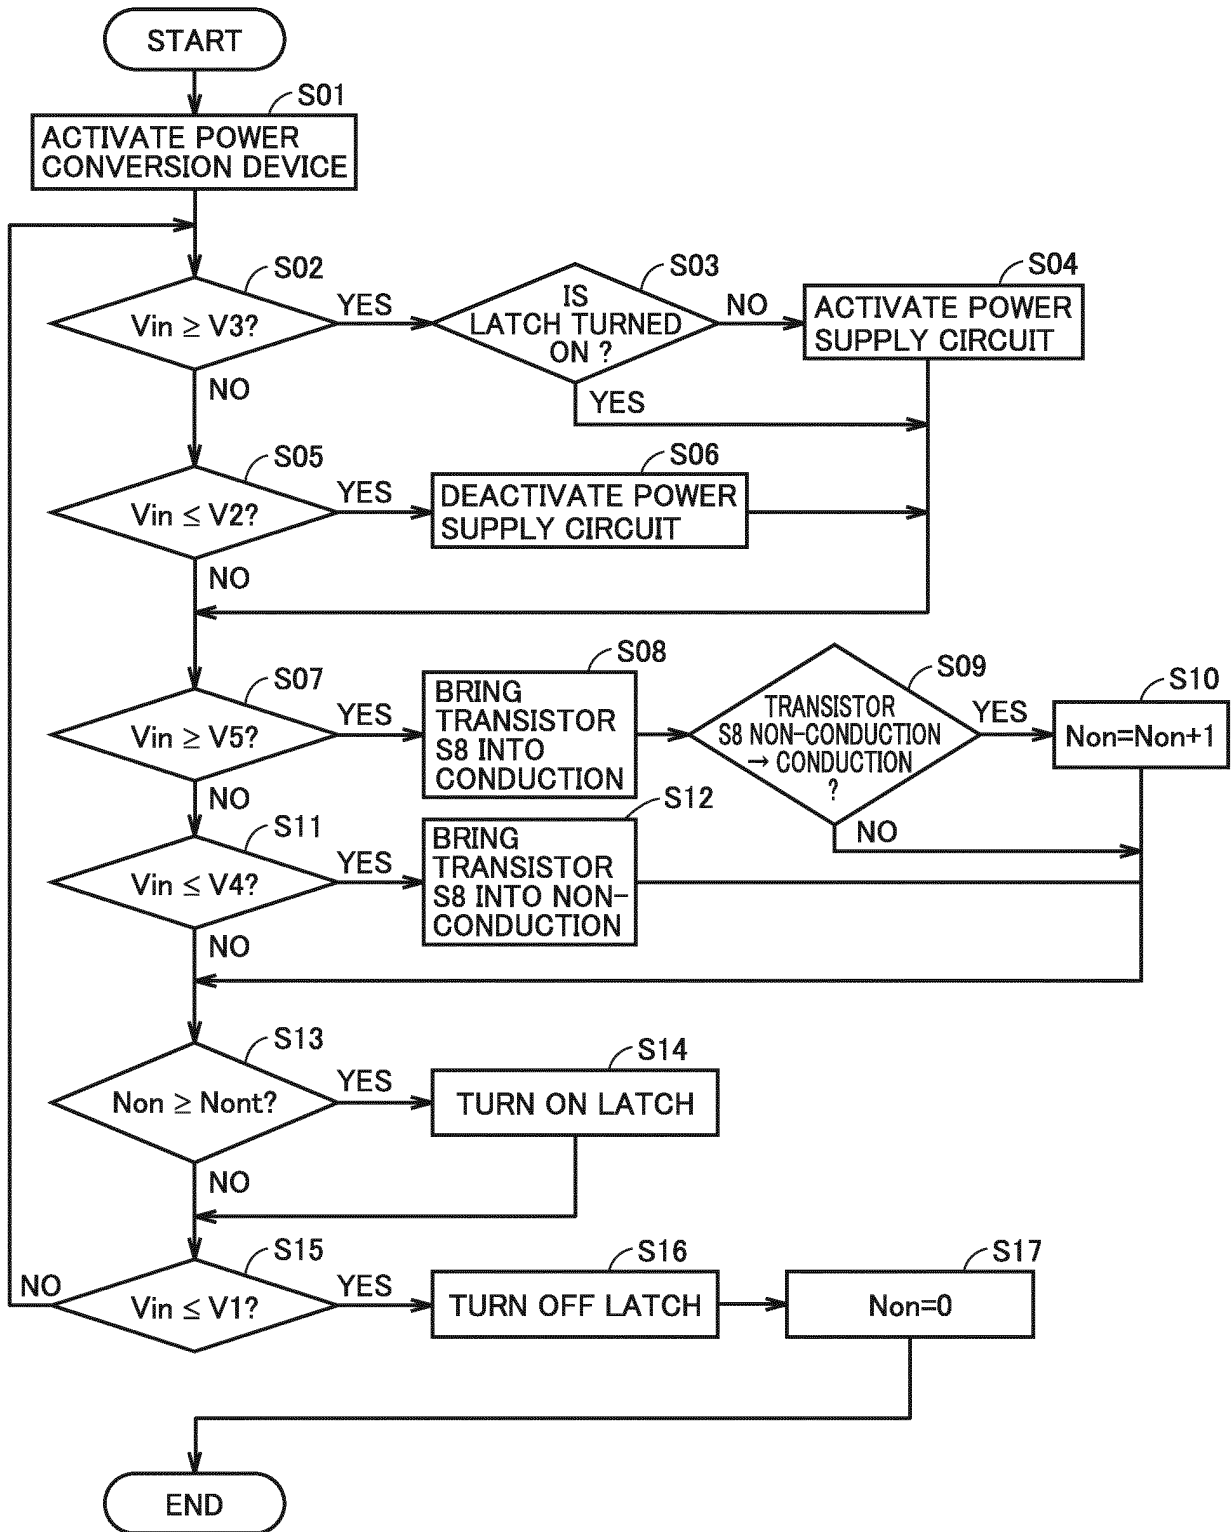 START
S01
ACTIVATE POWER
CONVERSION DEVICE
S02
Vin ≥ V3?
YES
NO
S03
IS
LATCH TURNED
ON ?
NO
YES
S04
ACTIVATE POWER
SUPPLY CIRCUIT
S05
Vin ≤ V2?
YES
NO
S06
DEACTIVATE POWER
SUPPLY CIRCUIT
S07
Vin ≥ V5?
YES
NO
S08
BRING
TRANSISTOR
S8 INTO
CONDUCTION
S09
TRANSISTOR
S8 NON-CONDUCTION
→ CONDUCTION
?
YES
NO
S10
Non=Non+1
S11
Vin ≤ V4?
YES
NO
S12
BRING
TRANSISTOR
S8 INTO NON-
CONDUCTION
S13
Non ≥ Nont?
YES
NO
S14
TURN ON LATCH
S15
Vin ≤ V1?
NO
YES
S16
TURN OFF LATCH
S17
Non=0
END